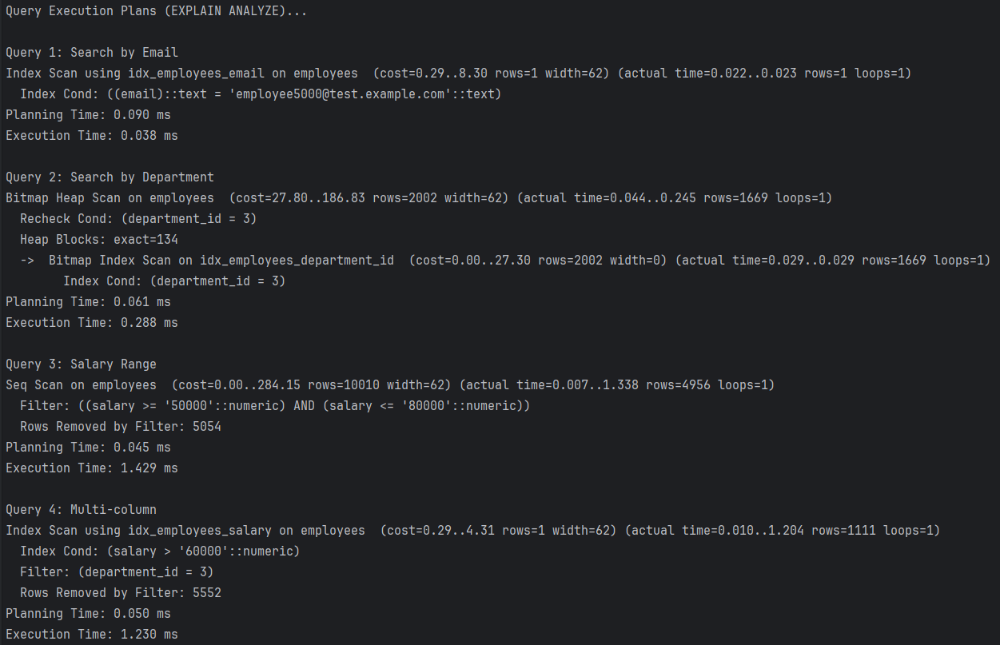 Query Execution Plans (EXPLAIN ANALYZE)...
Query 1: Search by Email
Index Scan using idx_employees_email on employees  (cost=0.29..8.30 rows=1 width=62) (actual time=0.022..0.023 rows=1 loops=1)
  Index Cond: ((email)::text = 'employee5000@test.example.com'::text)
Planning Time: 0.090 ms
Execution Time: 0.038 ms
Query 2: Search by Department
Bitmap Heap Scan on employees  (cost=27.80..186.83 rows=2002 width=62) (actual time=0.044..0.245 rows=1669 loops=1)
  Recheck Cond: (department_id = 3)
  Heap Blocks: exact=134
  ->  Bitmap Index Scan on idx_employees_department_id  (cost=0.00..27.30 rows=2002 width=0) (actual time=0.029..0.029 rows=1669 loops=1)
        Index Cond: (department_id = 3)
Planning Time: 0.061 ms
Execution Time: 0.288 ms
Query 3: Salary Range
Seq Scan on employees  (cost=0.00..284.15 rows=10010 width=62) (actual time=0.007..1.338 rows=4956 loops=1)
  Filter: ((salary >= '50000'::numeric) AND (salary <= '80000'::numeric))
  Rows Removed by Filter: 5054
Planning Time: 0.045 ms
Execution Time: 1.429 ms
Query 4: Multi-column
Index Scan using idx_employees_salary on employees  (cost=0.29..4.31 rows=1 width=62) (actual time=0.010..1.204 rows=1111 loops=1)
  Index Cond: (salary > '60000'::numeric)
  Filter: (department_id = 3)
  Rows Removed by Filter: 5552
Planning Time: 0.050 ms
Execution Time: 1.230 ms